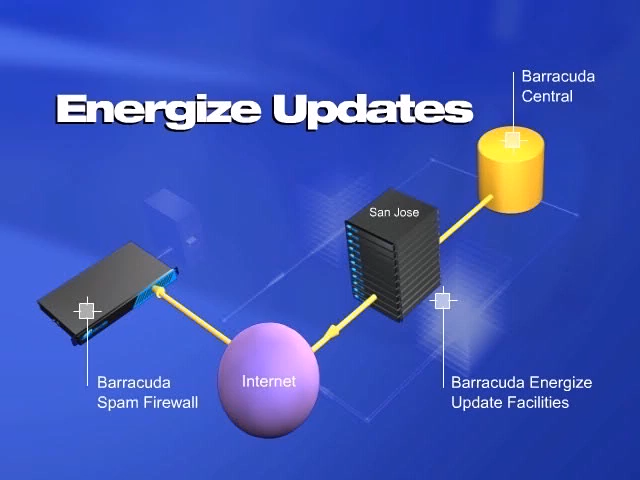 Energize Updates
Barracuda
Central
San Jose
Internet
Barracuda
Spam Firewall
Barracuda Energize
Update Facilities